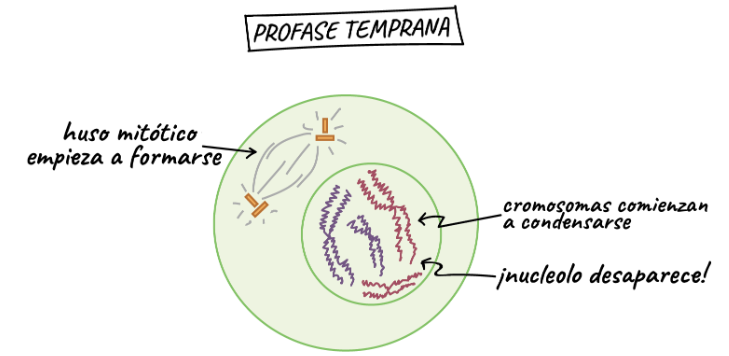 PROFASE TEMPRANA
huso mitótico
empieza a formarse
cromosomas comienzan
a condensarse
¡nucleolo desaparece!